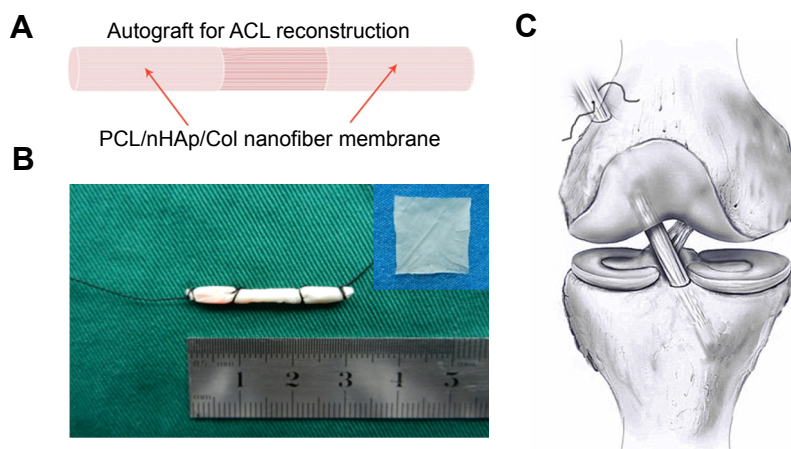 A
Autograft for ACL reconstruction
PCL/nHAp/Col nanofiber membrane
B
1 2 3 4 5
C